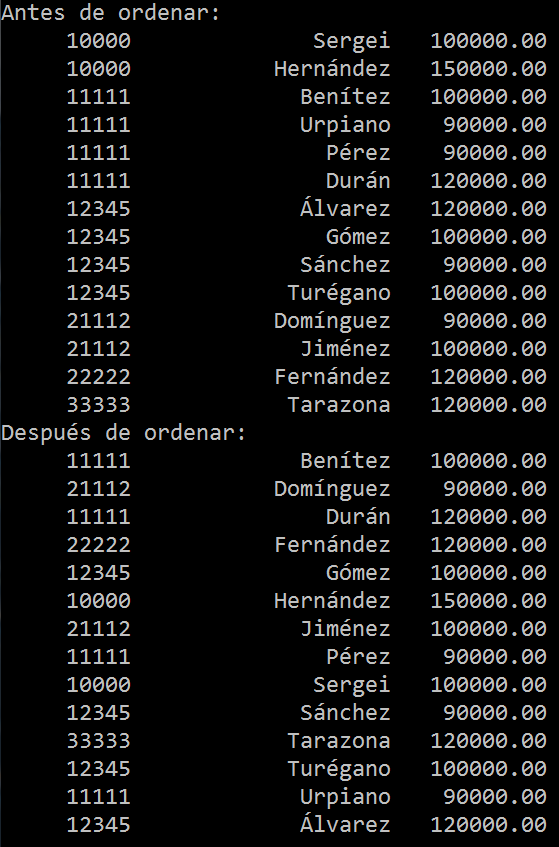 Antes de ordenar:
10000 Sergei 100000.00
10000 Hernández 150000.00
11111 Benítez 100000.00
11111 Urpiano 90000.00
11111 Pérez 90000.00
11111 Durán 120000.00
12345 Álvarez 120000.00
12345 Gómez 100000.00
12345 Sánchez 90000.00
12345 Turégano 100000.00
21112 Domínguez 90000.00
21112 Jiménez 100000.00
22222 Fernández 120000.00
33333 Tarazona 120000.00
Después de ordenar:
11111 Benítez 100000.00
21112 Domínguez 90000.00
11111 Durán 120000.00
22222 Fernández 120000.00
12345 Gómez 100000.00
10000 Hernández 150000.00
21112 Jiménez 100000.00
11111 Pérez 90000.00
10000 Sergei 100000.00
12345 Sánchez 90000.00
33333 Tarazona 120000.00
12345 Turégano 100000.00
11111 Urpiano 90000.00
12345 Álvarez 120000.00